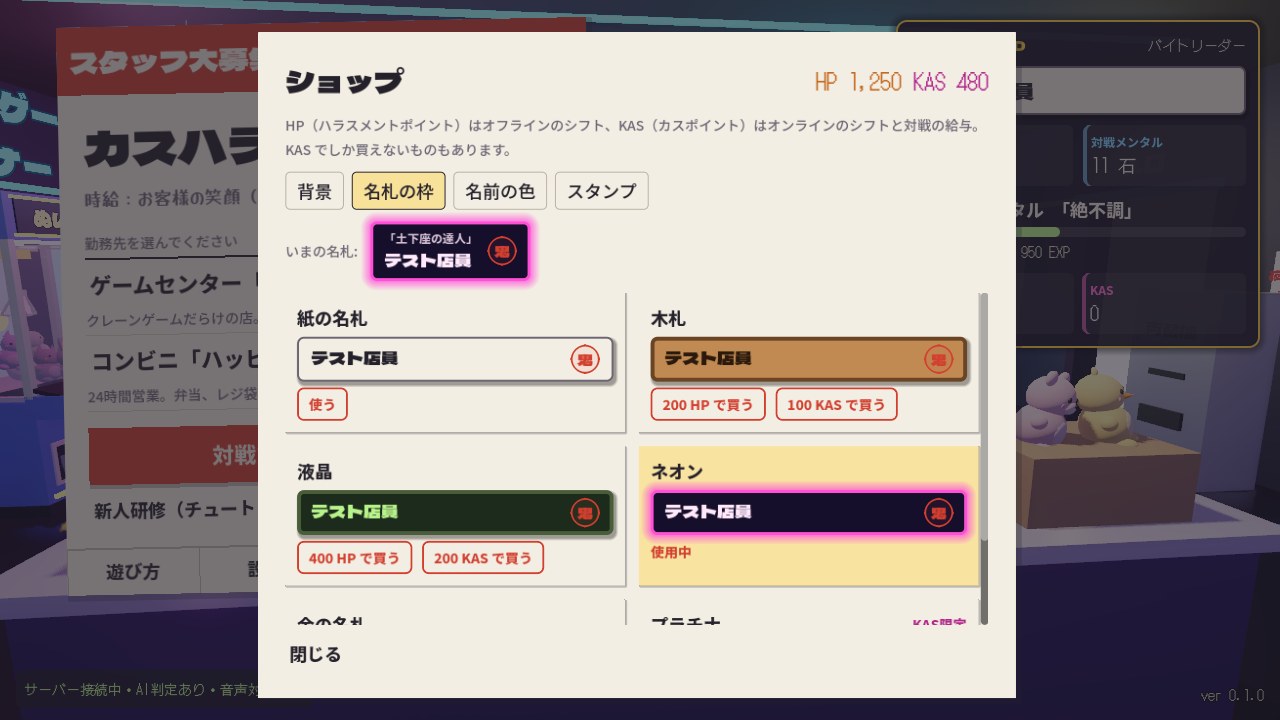 スタッフ大募
カスハラ
時給：お客様の笑顔（
勤務先を選んでください
ゲームセンター「
クレーンゲームだらけの店。
コンビニ「ハッピ
24時間営業。弁当、レジ袋
対戦
新人研修（チュート
遊び方
サーバー接続中・AI判定あり・音声対
ショップ
HP 1,250 KAS 480
HP（ハラスメントポイント）はオフラインのシフト、KAS（カスポイント）はオンラインのシフトと対戦の給与。
KAS でしか買えないものもあります。
背景 名札の枠 名前の色 スタンプ
いまの名札:
「土下座の達人」
テスト店員
紙の名札
テスト店員
使う
木札
テスト店員
200 HP で買う 100 KAS で買う
液晶
テスト店員
400 HP で買う 200 KAS で買う
ネオン
テスト店員
使用中
金の名札
プラチナ KAS限定
閉じる
バイトリーダー
員
対戦メンタル
11 石
タル 「絶不調」
950 EXP
KAS
0
ver 0.1.0